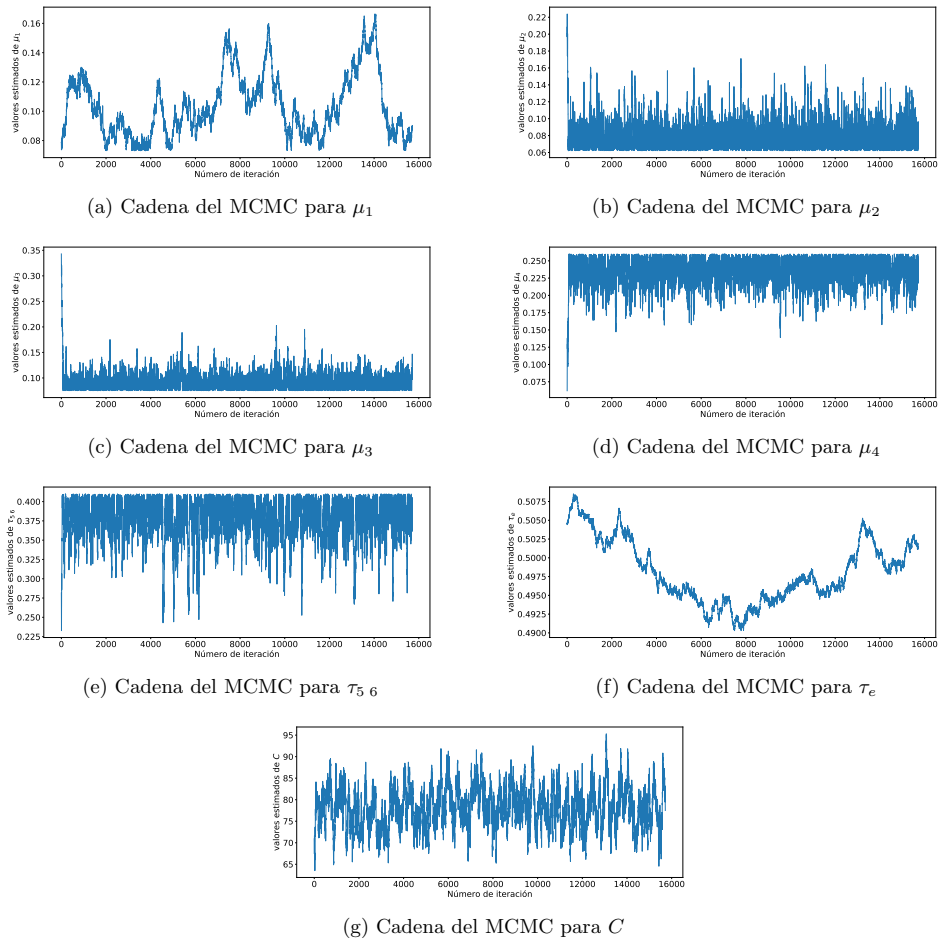 0.16
0.14
0.12
0.10
0.08
valores estimados de μ1
0 2000 4000 6000 8000 10000 12000 14000 16000
Número de iteración
(a) Cadena del MCMC para μ1
0.22
0.20
0.18
0.16
0.14
0.12
0.10
0.08
0.06
valores estimados de μ2
0 2000 4000 6000 8000 10000 12000 14000 16000
Número de iteración
(b) Cadena del MCMC para μ2
0.35
0.30
0.25
0.20
0.15
0.10
valores estimados de μ3
0 2000 4000 6000 8000 10000 12000 14000 16000
Número de iteración
(c) Cadena del MCMC para μ3
0.250
0.225
0.200
0.175
0.150
0.125
0.100
0.075
valores estimados de μ4
0 2000 4000 6000 8000 10000 12000 14000 16000
Número de iteración
(d) Cadena del MCMC para μ4
0.400
0.375
0.350
0.325
0.300
0.275
0.250
0.225
valores estimados de τ5 6
0 2000 4000 6000 8000 10000 12000 14000 16000
Número de iteración
(e) Cadena del MCMC para τ5 6
0.5075
0.5050
0.5025
0.5000
0.4975
0.4950
0.4925
0.4900
valores estimados de τe
0 2000 4000 6000 8000 10000 12000 14000 16000
Número de iteración
(f) Cadena del MCMC para τe
95
90
85
80
75
70
65
valores estimados de C
0 2000 4000 6000 8000 10000 12000 14000 16000
Número de iteración
(g) Cadena del MCMC para C